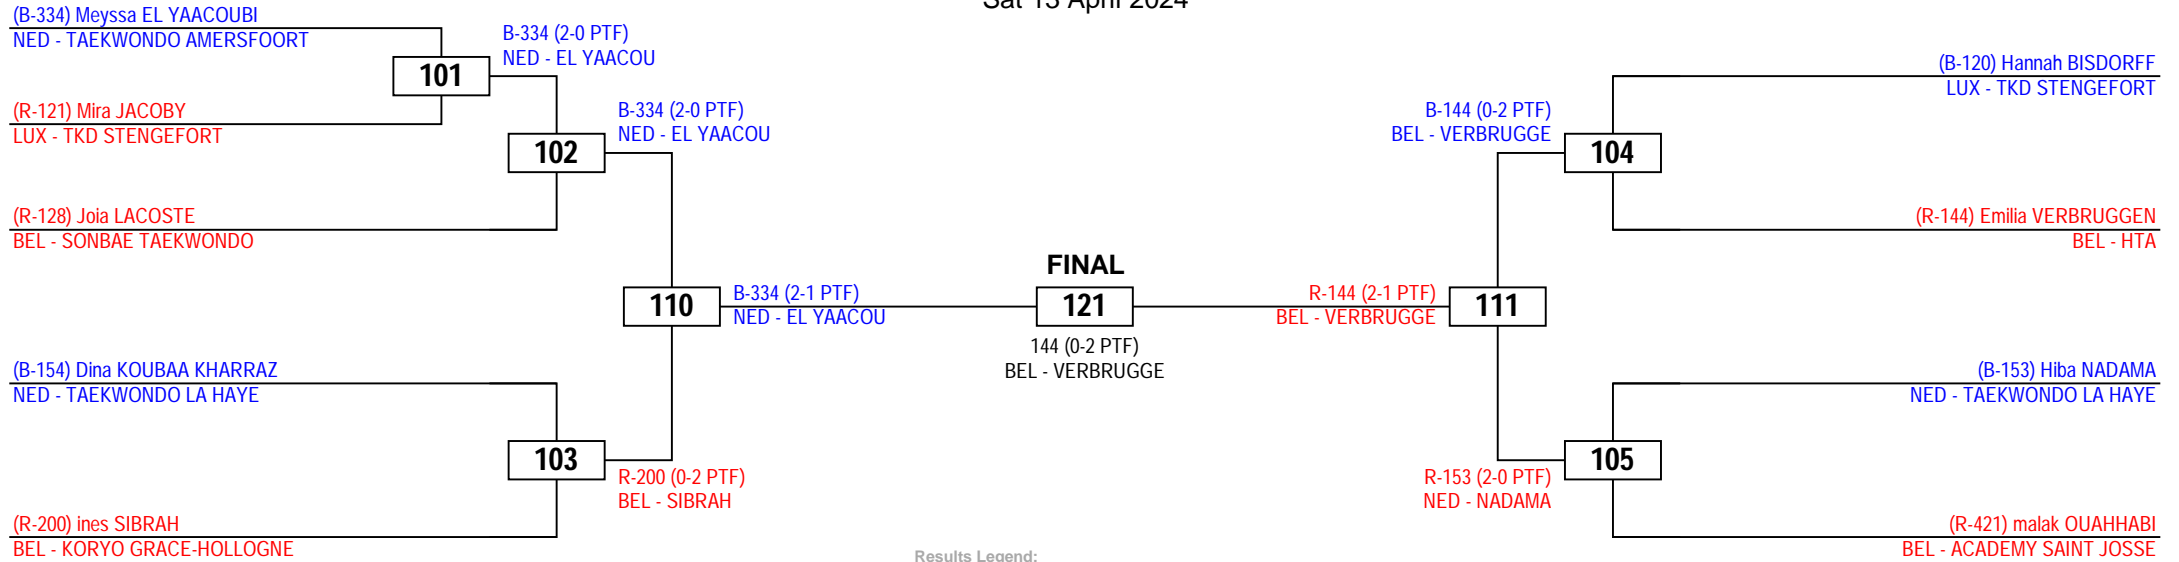 Sat 13 April 2024
(B-334) Meyssa EL YAACOUBI
NED - TAEKWONDO AMERSFOORT
101
B-334 (2-0 PTF)
NED - EL YAACOU
(R-121) Mira JACOBY
LUX - TKD STENGEFORT
102
B-334 (2-0 PTF)
NED - EL YAACOU
(R-128) Joia LACOSTE
BEL - SONBAE TAEKWONDO
110
B-334 (2-1 PTF)
NED - EL YAACOU
(B-154) Dina KOUBAA KHARRAZ
NED - TAEKWONDO LA HAYE
103
R-200 (0-2 PTF)
BEL - SIBRAH
(R-200) ines SIBRAH
BEL - KORYO GRACE-HOLLOGNE
FINAL
121
144 (0-2 PTF)
BEL - VERBRUGGE
(B-120) Hannah BISDORFF
LUX - TKD STENGEFORT
B-144 (0-2 PTF)
BEL - VERBRUGGE
104
(R-144) Emilia VERBRUGGEN
BEL - HTA
R-144 (2-1 PTF)
BEL - VERBRUGGE
111
(B-153) Hiba NADAMA
NED - TAEKWONDO LA HAYE
105
R-153 (2-0 PTF)
NED - NADAMA
(R-421) malak OUAHHABI
BEL - ACADEMY SAINT JOSSE
Results Legend: